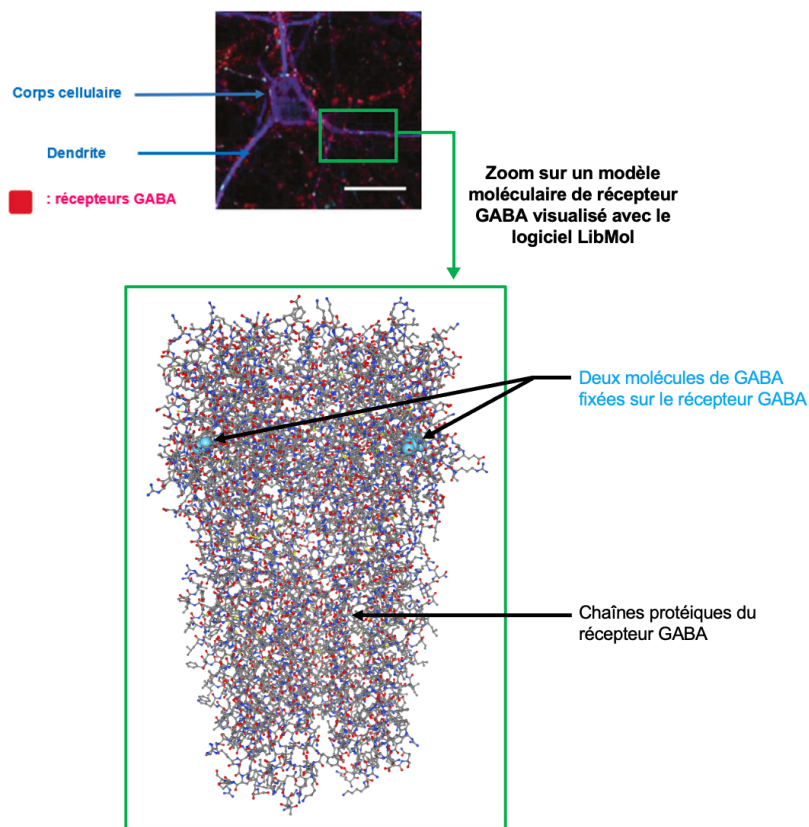 Corps cellulaire
Dendrite
: récepteurs GABA
Zoom sur un modèle
moléculaire de récepteur
GABA visualisé avec le
logiciel LibMol
Deux molécules de GABA
fixées sur le récepteur GABA
Chaînes protéiques du
récepteur GABA